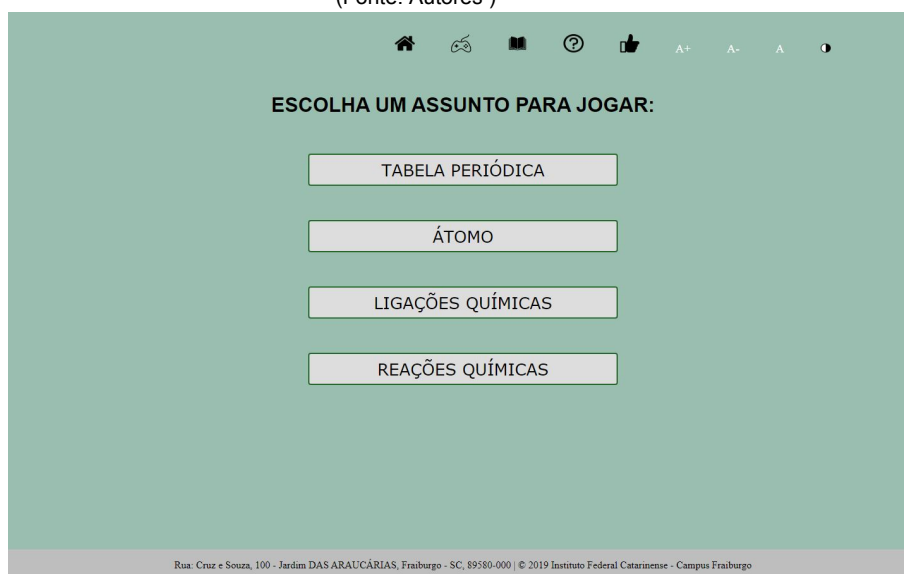 (Fonte: Autores )
A+ A- A
ESCOLHA UM ASSUNTO PARA JOGAR:
TABELA PERIÓDICA
ÁTOMO
LIGAÇÕES QUÍMICAS
REAÇÕES QUÍMICAS
Rua: Cruz e Souza, 100 - Jardim DAS ARAUCÁRIAS, Fraiburgo - SC, 89580-000 | © 2019 Instituto Federal Catarinense - Campus Fraiburgo